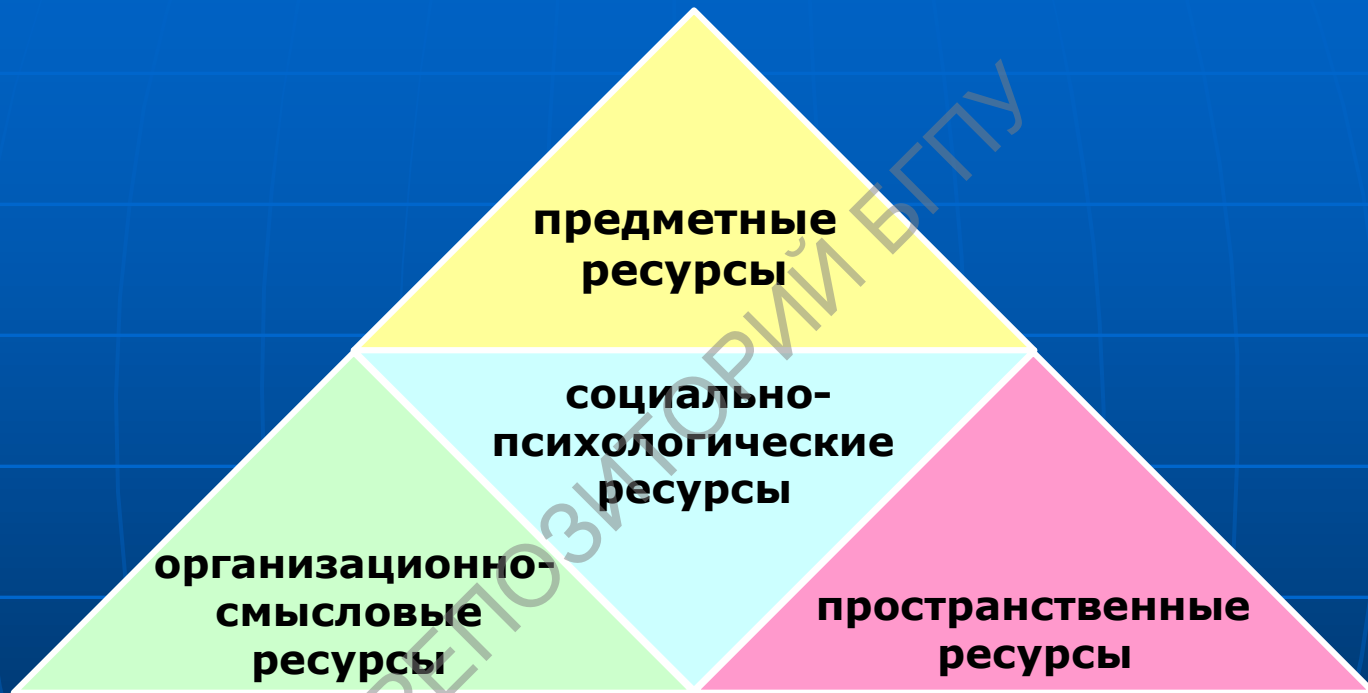 предметные
ресурсы
социально-
психологические
ресурсы
организационно-
смысловые
ресурсы
пространственные
ресурсы
РЕПОЗИТОРИЙ БГПУ